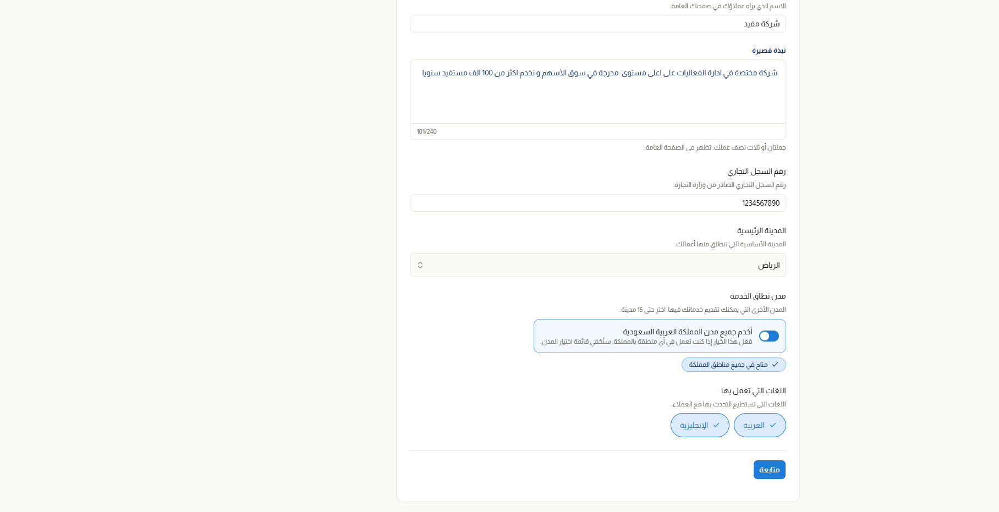 الاسم الذي يراه عملاؤك في صفحتك العامة.
شركة مفيد
نبذة قصيرة
شركة مختصة في ادارة الفعاليات على اعلى مستوى. مدرجة في سوق الأسهم و نخدم اكثر من 100 الف مستفيد سنويا
101/240
جملتان أو ثلاث تصف عملك. تظهر في الصفحة العامة.
رقم السجل التجاري
رقم السجل التجاري الصادر من وزارة التجارة.
1234567890
المدينة الرئيسية
المدينة الأساسية التي تنطلق منها أعمالك.
الرياض
مدن نطاق الخدمة
المدن الأخرى التي يمكنك تقديم خدماتك فيها. اختر حتى 15 مدينة.
أخدم جميع مدن المملكة العربية السعودية
فعّل هذا الخيار إذا كنت تعمل في أي منطقة بالمملكة. سنُخفي قائمة اختيار المدن.
متاح في جميع مناطق المملكة
اللغات التي تعمل بها
اللغات التي تستطيع التحدث بها مع العملاء.
العربية
الإنجليزية
متابعة